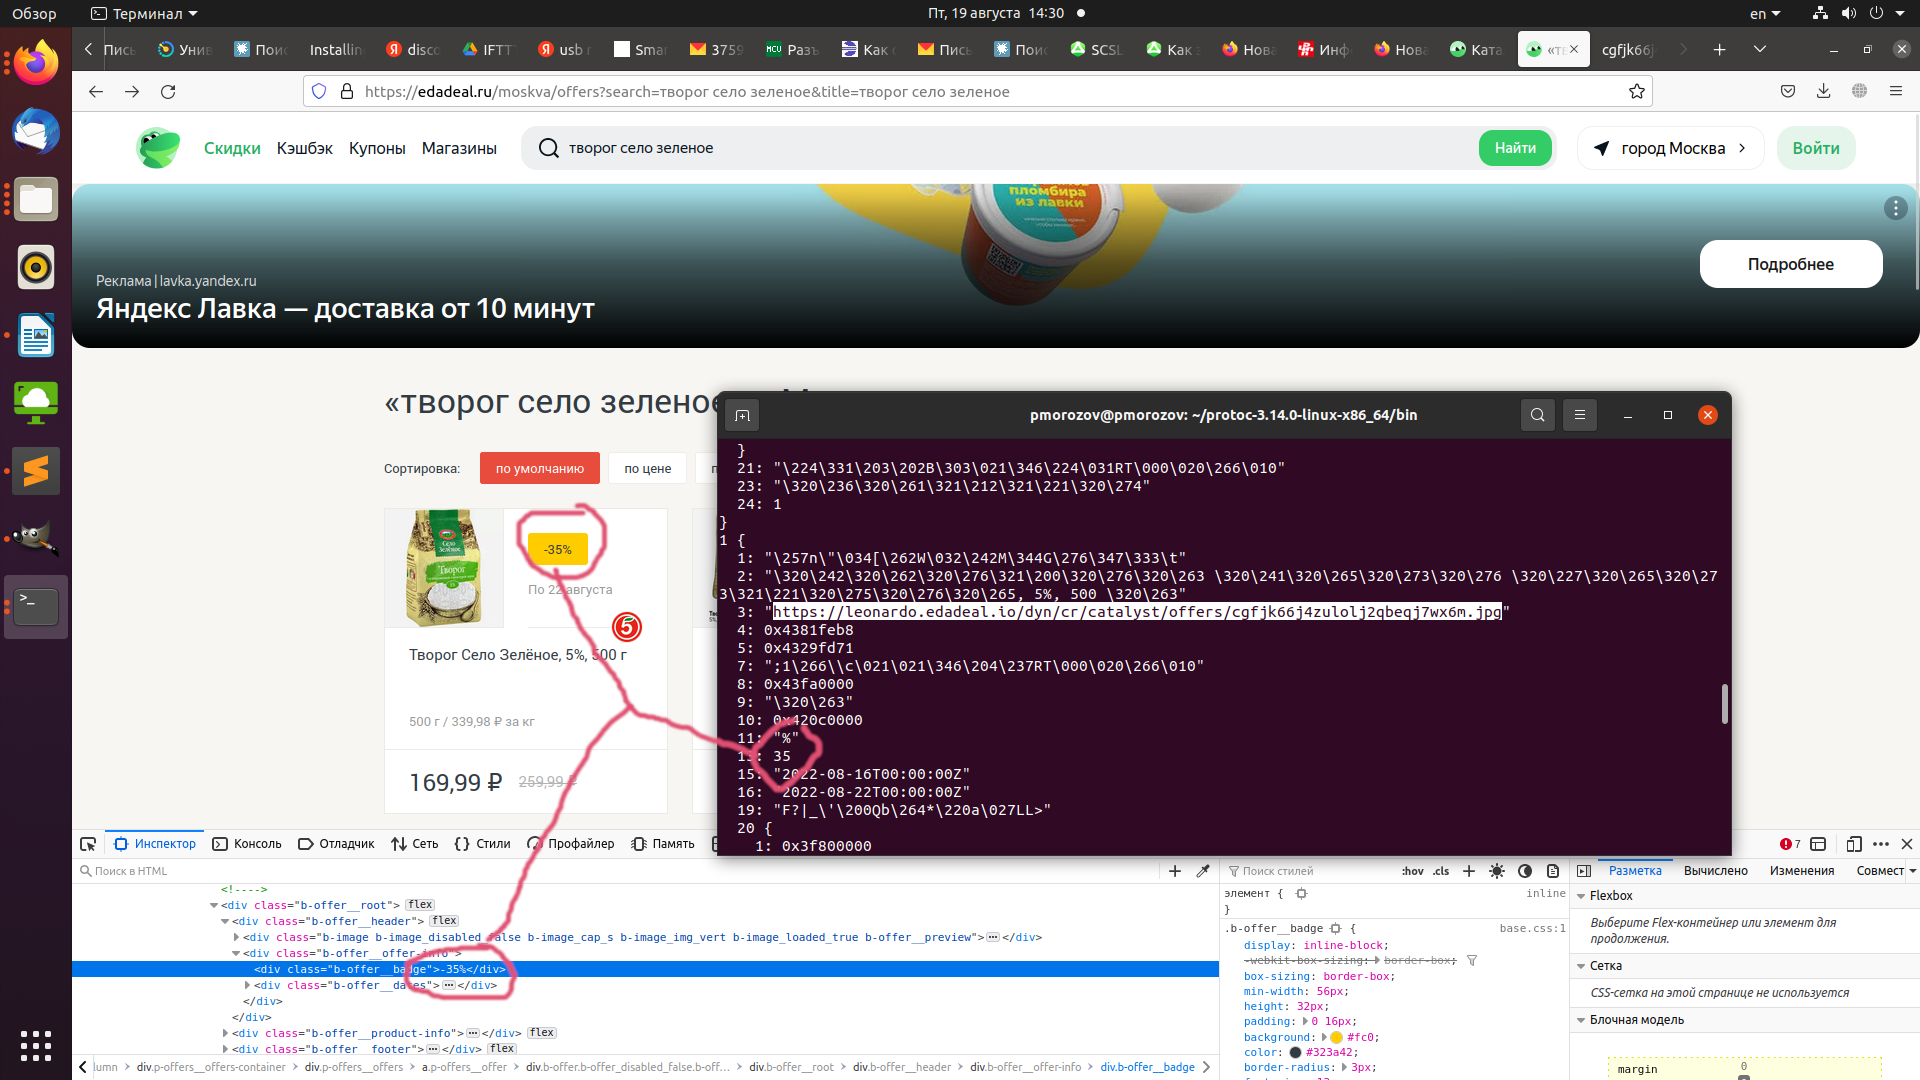 Обзор
Терминал
Пт, 19 августа 14:30
en
Унив
Поис
Installin
disco
IFTT
usb
Smar
3759
Разъ
Как
Пись
Поис
SCSL
Как з
Нова
Инфо
Нова
Ката
cgfjk66j
https://edadeal.ru/moskva/offers?search=творог село зеленое&title=творог село зеленое
Скидки
Кэшбэк
Купоны
Магазины
творог село зеленое
Найти
город Москва
Войти
пломбира
из лавки
Реклама | lavka.yandex.ru
Яндекс Лавка — доставка от 10 минут
Подробнее
«творог село зеленое
Сортировка:
по умолчанию
по цене
п
Село Зелёное
Творог
-35%
По 22 августа
5
Творог Село Зелёное, 5%, 500 г
500 г / 339,98 ₽ за кг
169,99 ₽
259,99 ₽
pmorozov@pmorozov: ~/protoc-3.14.0-linux-x86_64/bin
}
21: "\224\331\203\202B\303\021\346\224\031RT\000\020\266\010"
23: "\320\236\320\261\321\212\321\221\320\274"
24: 1
}
1 {
1: "\257n\"\034[\262W\032\242M\344G\276\347\333\t"
2: "\320\242\320\262\320\276\321\200\320\276\320\263 \320\241\320\265\320\273\320\276 \320\227\320\265\320\27
3\321\221\320\275\320\276\320\265, 5%, 500 \320\263"
3: "https://leonardo.edadeal.io/dyn/cr/catalyst/offers/cgfjk66j4zulolj2qbeqj7wx6m.jpg"
4: 0x4381feb8
5: 0x4329fd71
7: ";1\266\\c\021\021\346\204\237RT\000\020\266\010"
8: 0x43fa0000
9: "\320\263"
10: 0x420c0000
11: "%"
13: 35
15: "2022-08-16T00:00:00Z"
16: "2022-08-22T00:00:00Z"
19: "F?|_\'\200Qb\264*\220a\027LL>"
20 {
1: 0x3f800000
Инспектор
Консоль
Отладчик
Сеть
Стили
Профайлер
Память
7
Поиск в HTML
<!---->
<div class="b-offer__root"> flex
<div class="b-offer__header"> flex
<div class="b-image b-image_disabled_false b-image_cap_s b-image_img_vert b-image_loaded_true b-offer__preview">⋯</div>
<div class="b-offer__offer-info">
<div class="b-offer__badge">-35%</div>
<div class="b-offer__dates">⋯</div>
</div>
</div>
<div class="b-offer__product-info">⋯</div> flex
<div class="b-offer__footer">⋯</div> flex
lumn
div.p-offers__offers-container
div.p-offers__offers
a.p-offers__offer
div.b-offer.b-offer_disabled_false.b-off…
div.b-offer__root
div.b-offer__header
div.b-offer__offer-info
div.b-offer__badge
Поиск стилей
:hov
.cls
элемент {
inline
}
.b-offer__badge {
base.css:1
display: inline-block;
-webkit-box-sizing: border-box;
box-sizing: border-box;
min-width: 56px;
height: 32px;
padding: 0 16px;
background: #fc0;
color: #323a42;
border-radius: 3px;
Разметка
Вычислено
Изменения
Совмест
Flexbox
Выберите Flex-контейнер или элемент для
продолжения.
Сетка
CSS-сетка на этой странице не используется
Блочная модель
margin
0